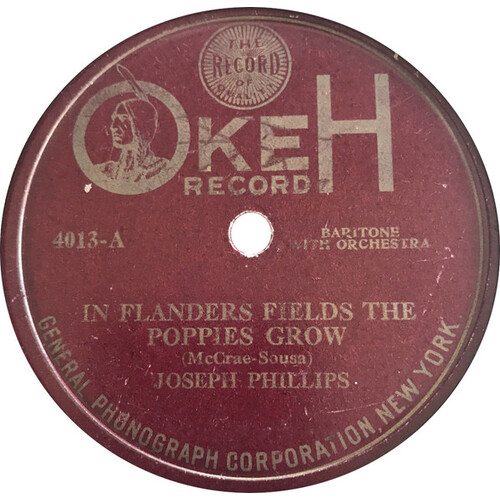 THE
RECORD
OF
OKEH
RECORD
4013-A
BARITONE
WITH ORCHESTRA
IN FLANDERS FIELDS THE
POPPIES GROW
(McCrae-Sousa)
JOSEPH PHILLIPS
GENERAL PHONOGRAPH CORPORATION NEW YORK